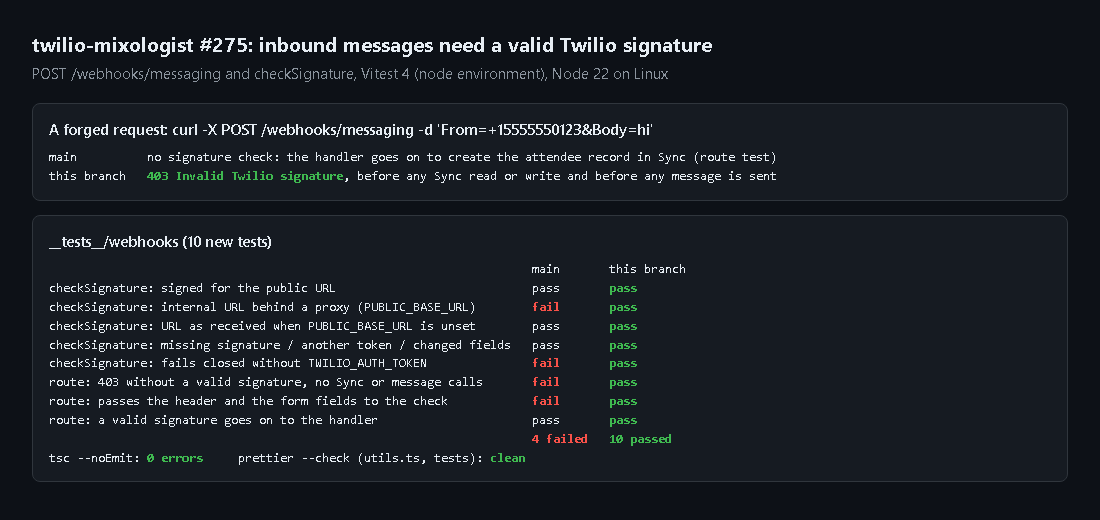 twilio-mixologist #275: inbound messages need a valid Twilio signature
POST /webhooks/messaging and checkSignature, Vitest 4 (node environment), Node 22 on Linux
A forged request: curl -X POST /webhooks/messaging -d 'From=+15555550123&Body=hi'
main no signature check: the handler goes on to create the attendee record in Sync (route test)
this branch 403 Invalid Twilio signature, before any Sync read or write and before any message is sent
__tests__/webhooks (10 new tests)
main this branch
checkSignature: signed for the public URL pass pass
checkSignature: internal URL behind a proxy (PUBLIC_BASE_URL) fail pass
checkSignature: URL as received when PUBLIC_BASE_URL is unset pass pass
checkSignature: missing signature / another token / changed fields pass pass
checkSignature: fails closed without TWILIO_AUTH_TOKEN fail pass
route: 403 without a valid signature, no Sync or message calls fail pass
route: passes the header and the form fields to the check fail pass
route: a valid signature goes on to the handler pass pass
4 failed 10 passed
tsc --noEmit: 0 errors prettier --check (utils.ts, tests): clean